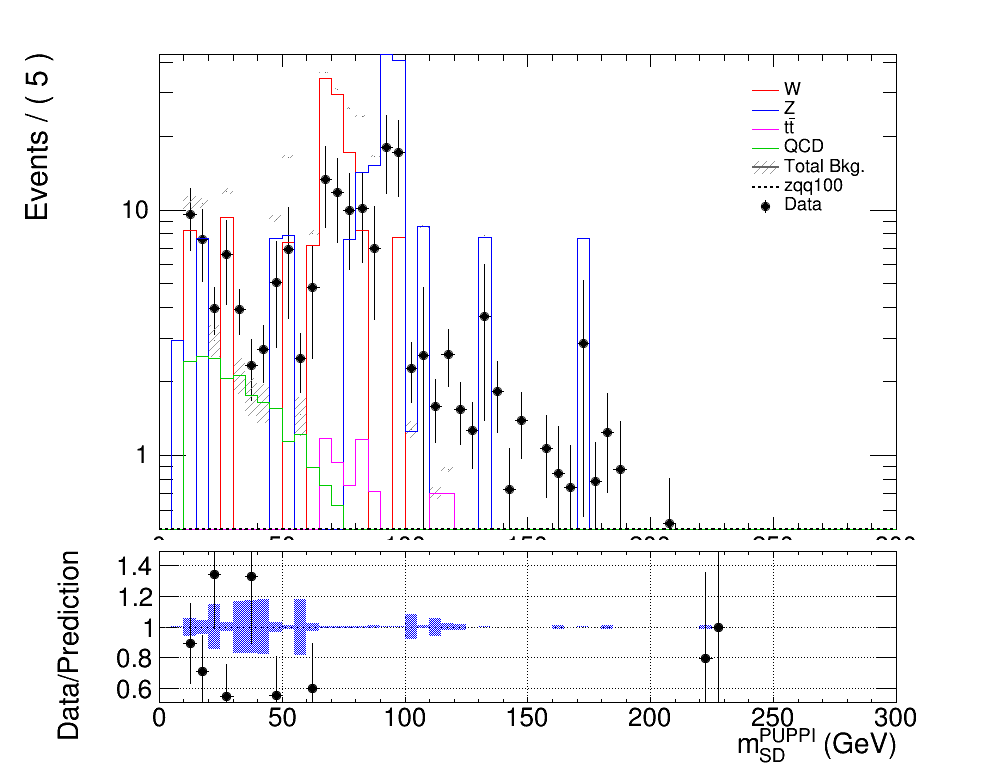 Events / ( 5 )
10
1
W
Z
tt̄
QCD
Total Bkg.
zqq100
Data
0 50 100 150 200 250 300
Data/Prediction
1.4
1.2
1
0.8
0.6
0 50 100 150 200 250 300
m_SD^PUPPI (GeV)